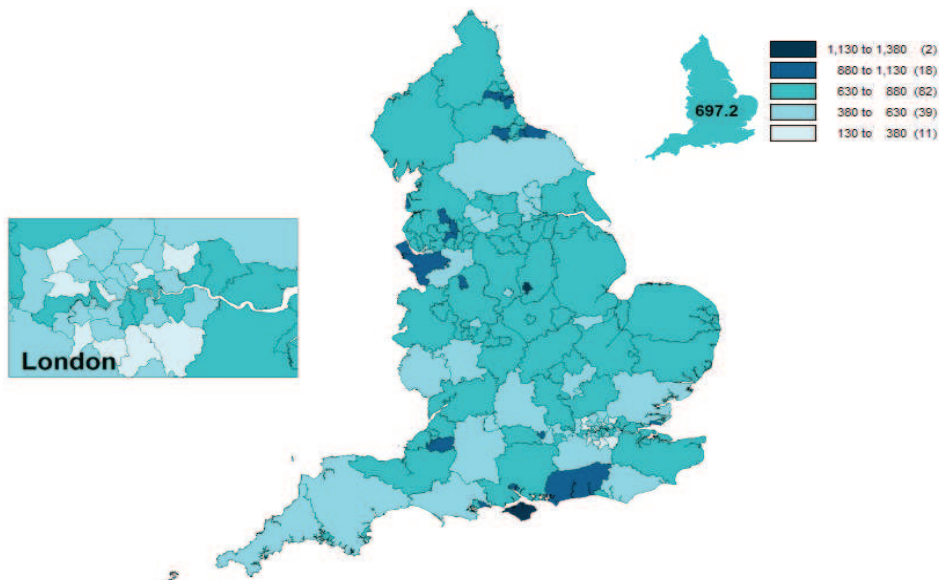 1,130 to 1,380 (2)
880 to 1,130 (18)
630 to 880 (82)
380 to 630 (39)
130 to 380 (11)
697.2
London